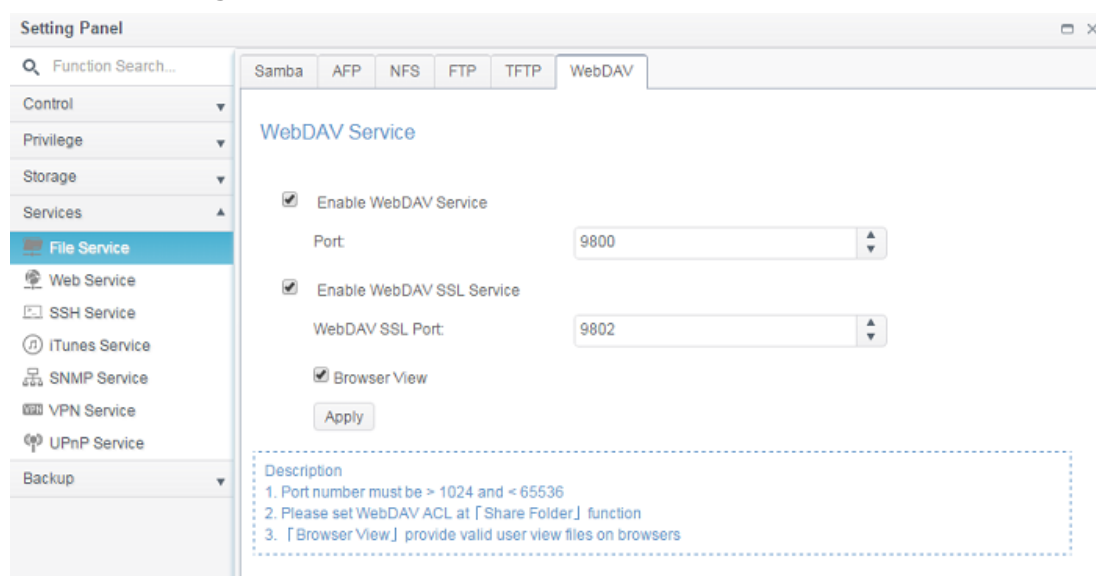 Setting Panel
Function Search...
Control
Privilege
Storage
Services
File Service
Web Service
SSH Service
iTunes Service
SNMP Service
VPN Service
UPnP Service
Backup
Samba AFP NFS FTP TFTP WebDAV
WebDAV Service
Enable WebDAV Service
Port: 9800
Enable WebDAV SSL Service
WebDAV SSL Port: 9802
Browser View
Apply
Description
1. Port number must be > 1024 and < 65536
2. Please set WebDAV ACL at「Share Folder」function
3.「Browser View」provide valid user view files on browsers